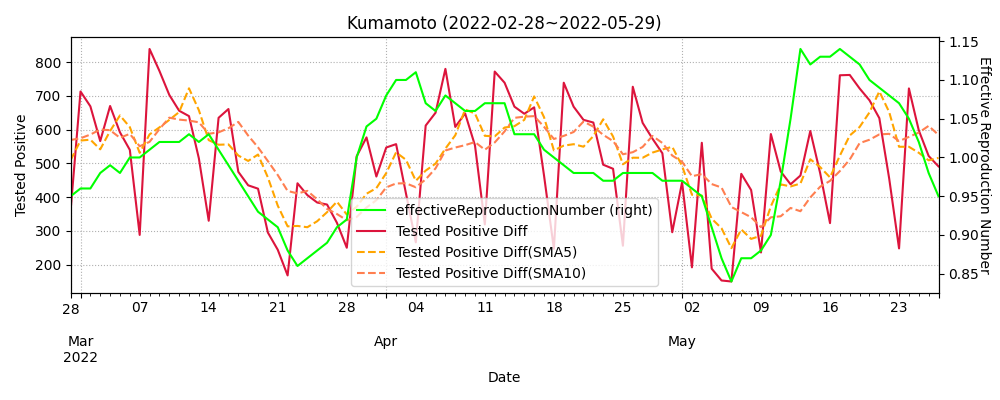 Kumamoto (2022-02-28~2022-05-29)
Tested Positive
800
700
600
500
400
300
200
1.15
1.10
1.05
1.00
0.95
0.90
0.85
Effective Reproduction Number
effectiveReproductionNumber (right)
Tested Positive Diff
Tested Positive Diff(SMA5)
Tested Positive Diff(SMA10)
28 07 14 21 28 04 11 18 25 02 09 16 23
Mar Apr May
2022
Date